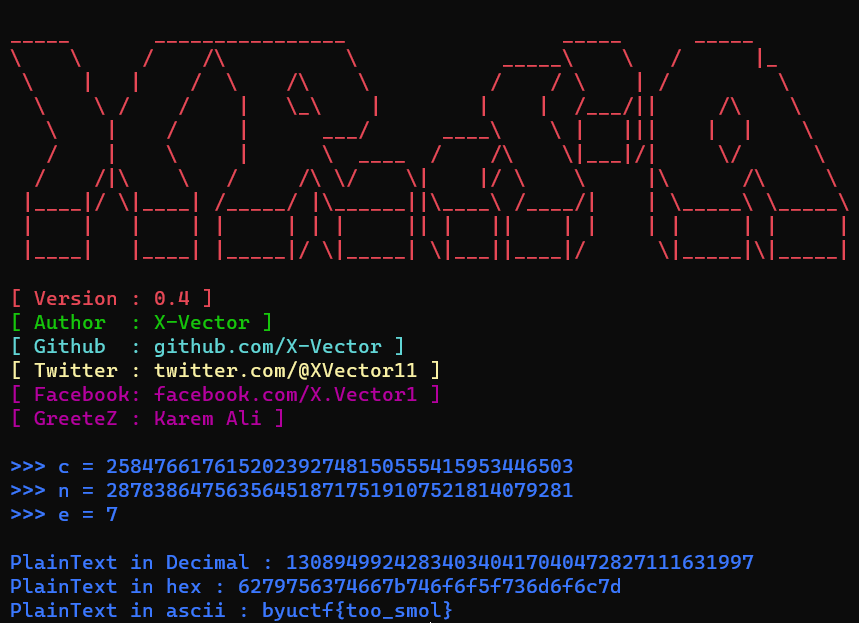 [ Version : 0.4 ]
[ Author  : X-Vector ]
[ Github  : github.com/X-Vector ]
[ Twitter : twitter.com/@XVector11 ]
[ Facebook: facebook.com/X.Vector1 ]
[ GreeteZ : Karem Ali ]
>>> c = 258476617615202392748150555415953446503
>>> n = 287838647563564518717519107521814079281
>>> e = 7
PlainText in Decimal : 130894992428340340417040472827111631997
PlainText in hex : 6279756374667b746f6f5f736d6f6c7d
PlainText in ascii : byuctf{too_smol}